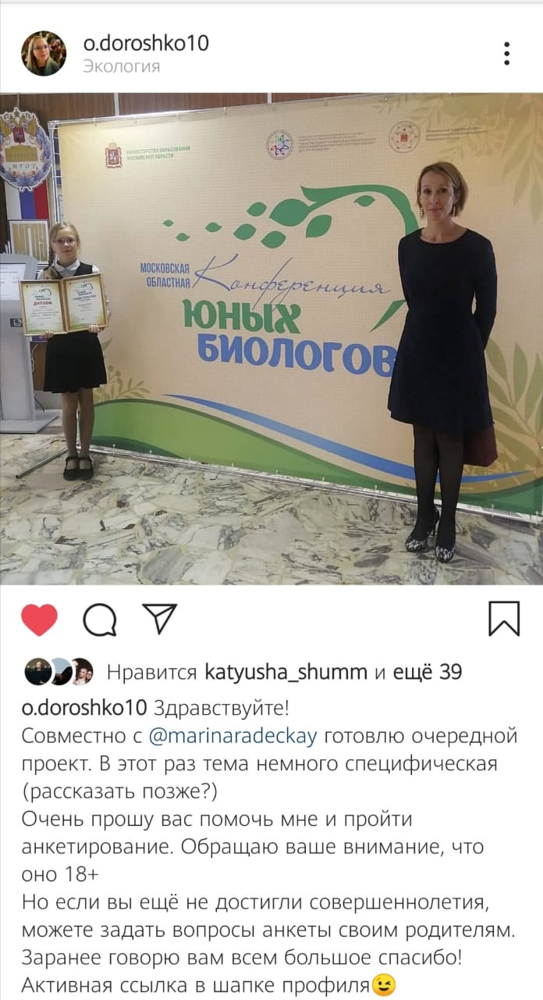 o.doroshko10
Экология
МИНИСТЕРСТВО ОБРАЗОВАНИЯ
МОСКОВСКОЙ ОБЛАСТИ
МГОУ
МОСКОВСКАЯ
ОБЛАСТНАЯ
Конференция
ЮНЫХ
БИОЛОГОВ
ДИПЛОМ
СВИДЕТЕЛЬСТВО
Нравится katyusha_shumm и ещё 39
o.doroshko10 Здравствуйте!
Совместно с @marinaradeckay готовлю очередной
проект. В этот раз тема немного специфическая
(рассказать позже?)
Очень прошу вас помочь мне и пройти
анкетирование. Обращаю ваше внимание, что
оно 18+
Но если вы ещё не достигли совершеннолетия,
можете задать вопросы анкеты своим родителям.
Заранее говорю вам всем большое спасибо!
Активная ссылка в шапке профиля😉